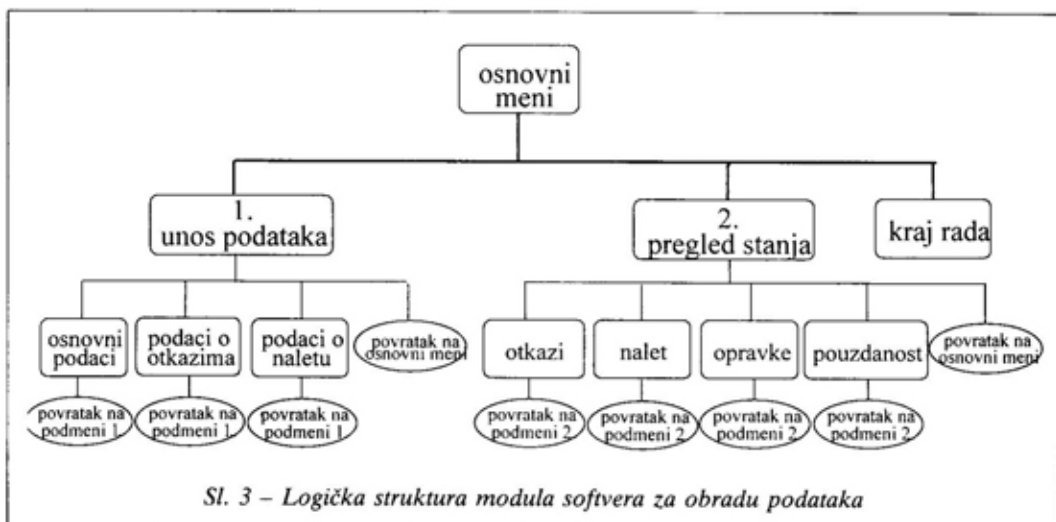 osnovni
meni
1.
unos podataka
2.
pregled stanja
kraj rada
osnovni
podaci
podaci o
otkazima
podaci o
naletu
povratak na
osnovni meni
otkazi
nalet
opravke
pouzdanost
povratak na
osnovni meni
povratak na
podmeni 1
povratak na
podmeni 1
povratak na
podmeni 1
povratak na
podmeni 2
povratak na
podmeni 2
povratak na
podmeni 2
povratak na
podmeni 2
Sl. 3 – Logička struktura modula softvera za obradu podataka